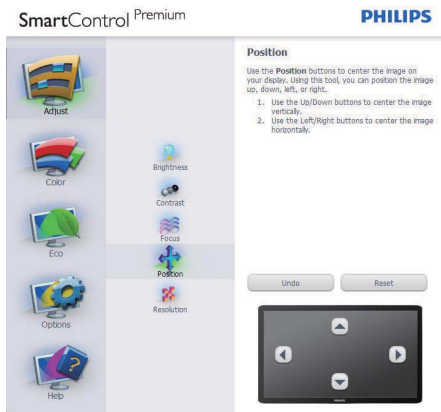 SmartControl Premium
PHILIPS
Adjust
Color
Eco
Options
Help
Brightness
Contrast
Focus
Position
Resolution
Position
Use the Position buttons to center the image on
your display. Using this tool, you can position the image
up, down, left, or right.
1. Use the Up/Down buttons to center the image
vertically.
2. Use the Left/Right buttons to center the image
horizontally.
Undo
Reset
PHILIPS